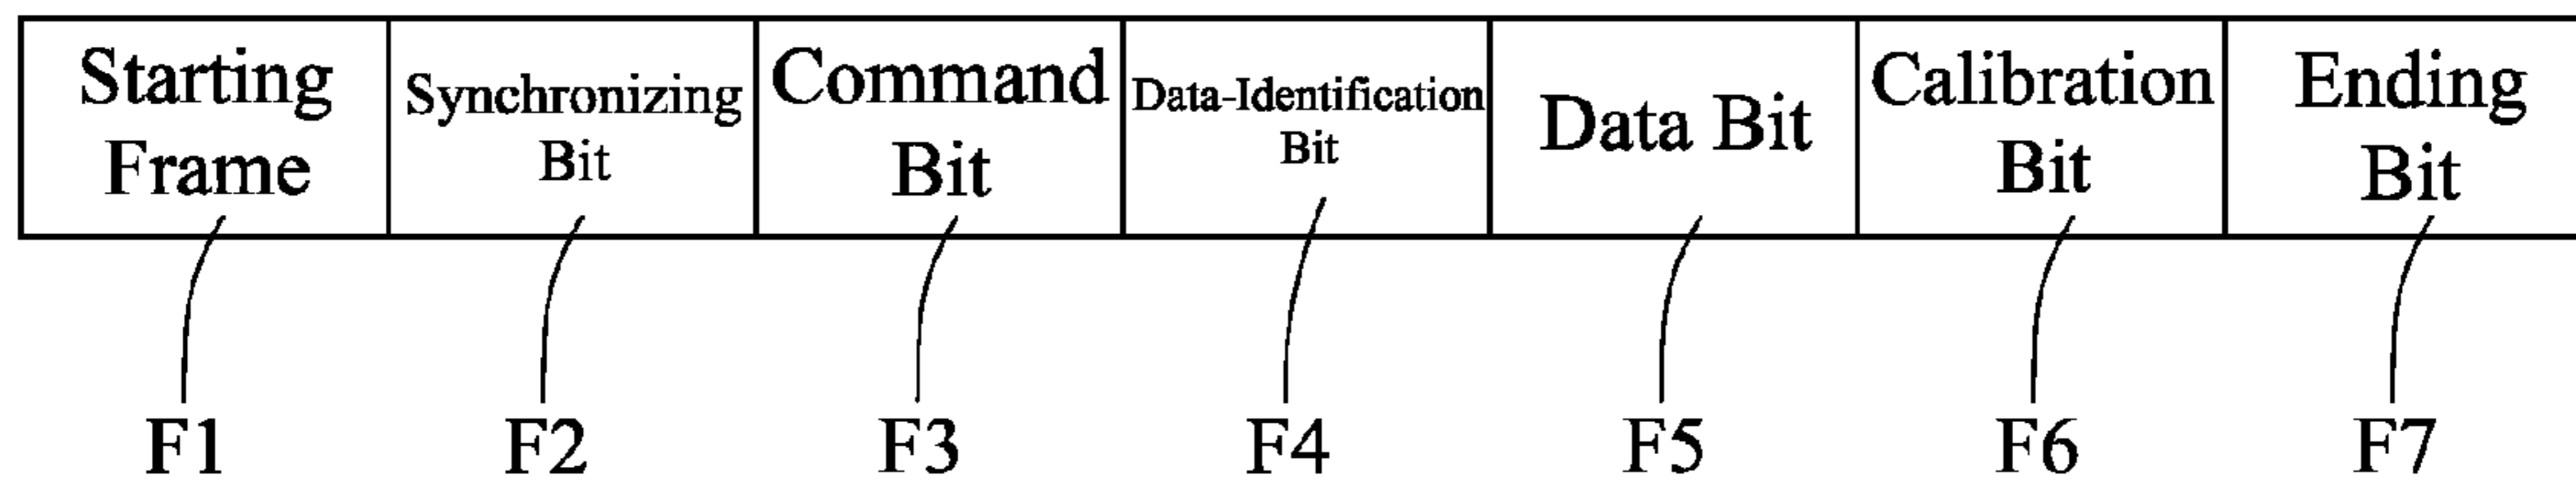 Starting
Frame
Synchronizing
Bit
Command
Bit
Data-Identification
Bit
Data Bit
Calibration
Bit
Ending
Bit
F1 F2 F3 F4 F5 F6 F7